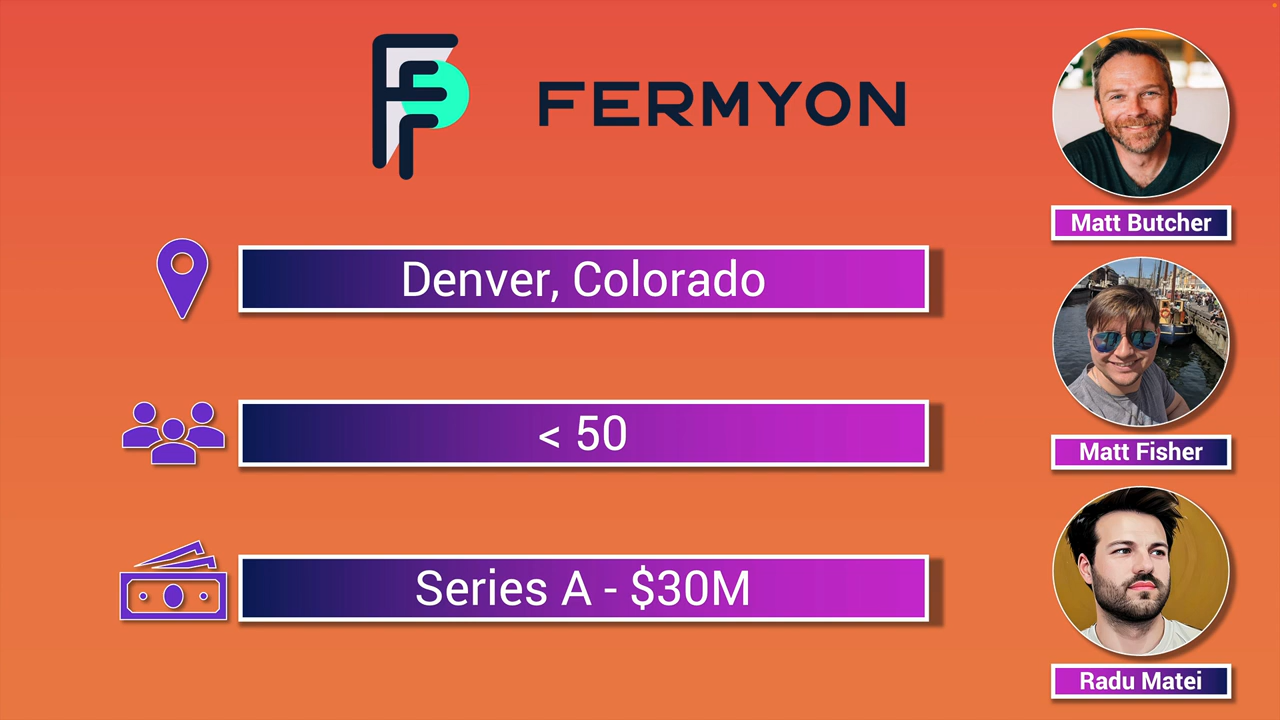 FERMYON
Denver, Colorado
< 50
Series A - $30M
Matt Butcher
Matt Fisher
Radu Matei